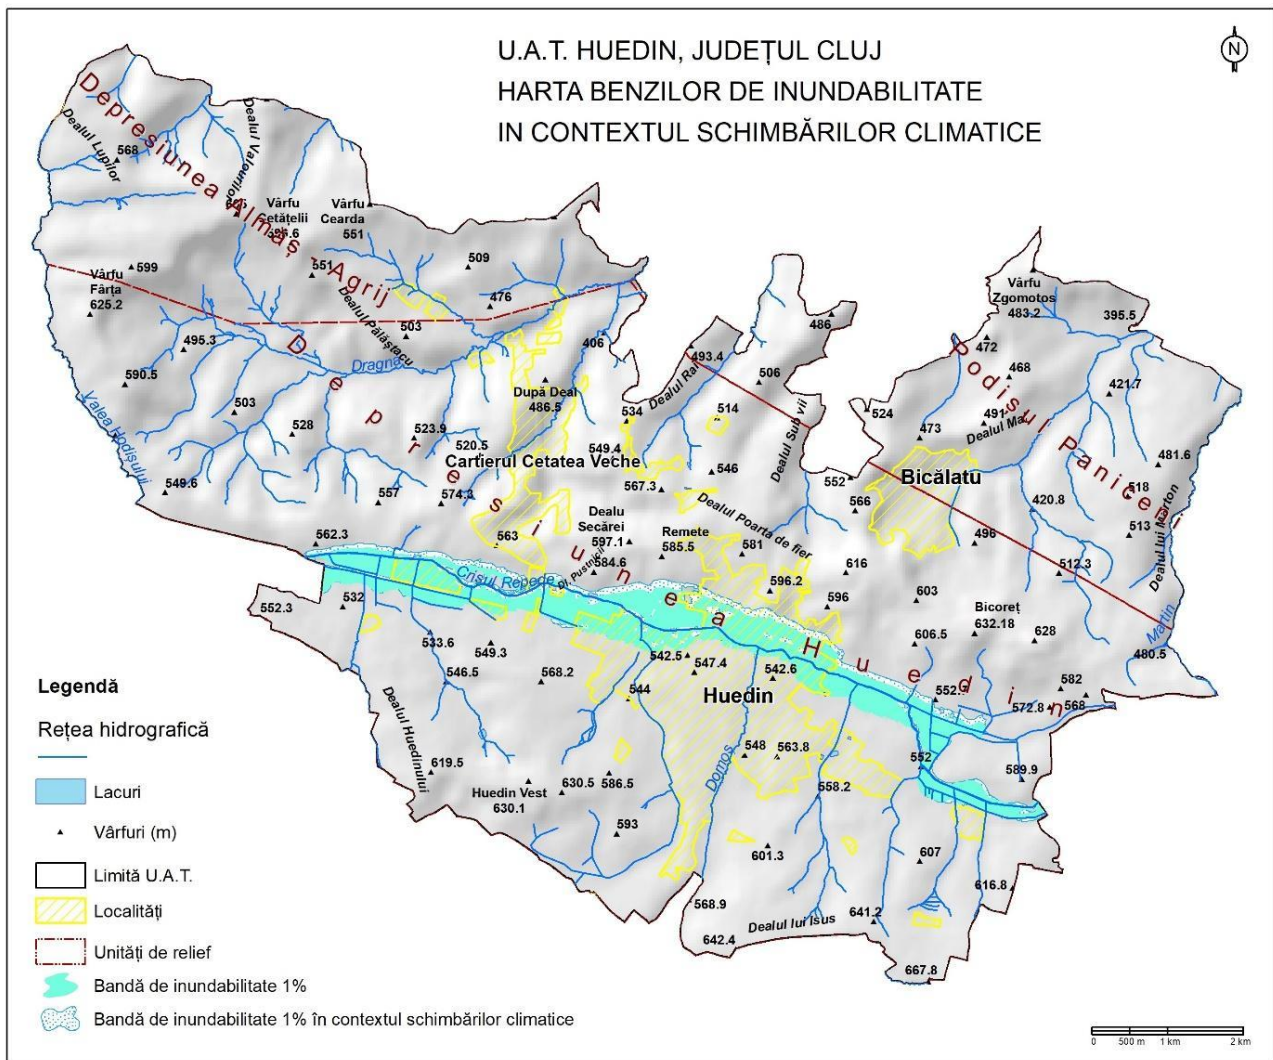 U.A.T. HUEDIN, JUDEȚUL CLUJ
HARTA BENZILOR DE INUNDABILITATE
IN CONTEXTUL SCHIMBĂRILOR CLIMATICE
N
Depresiunea Almaș - Agrij
Dealul Lupilor
568
Dealul Valourilor
Vârfu
Cetățelii
Vârfu
Cearda
551
599
551
509
476
Vârfu
Fârța
625.2
Dealul Pălăștacu
503
495.3
Dragna
590.5
503
528
523.9
520.5
Valea Hodișului
549.6
557
574.3
406
După Deal
486.5
534
549.4
Cartierul Cetatea Veche
567.3
546
493.4
486
506
514
Dealul Sub vii
524
552
566
Vârfu
Zgomotos
483.2
395.5
472
468
421.7
491
473
Podișul Paniceni
Bicălatu
481.6
518
513
420.8
496
512.3
Dealul lui Marton
Martin
480.5
562.3
563
Dealu
Secărei
597.1
584.6
Dl. Pustnicii
Remete
585.5
Dealul Poarta de fier
581
596.2
616
596
603
606.5
Bicoreț
632.18
628
Crișul Repede
Depresiunea Huedin
552.3
532
533.6
549.3
546.5
568.2
542.5
547.4
542.6
544
Huedin
582
572.8
568
552
589.9
Dealul Huedinului
619.5
Huedin Vest
630.1
630.5
586.5
593
Domoș
548
563.8
558.2
601.3
607
616.8
568.9
642.4
Dealul lui Isus
641.2
667.8
Legendă
Rețea hidrografică
Lacuri
Vârfuri (m)
Limită U.A.T.
Localități
Unități de relief
Bandă de inundabilitate 1%
Bandă de inundabilitate 1% în contextul schimbărilor climatice
0 500 m 1 km 2 km